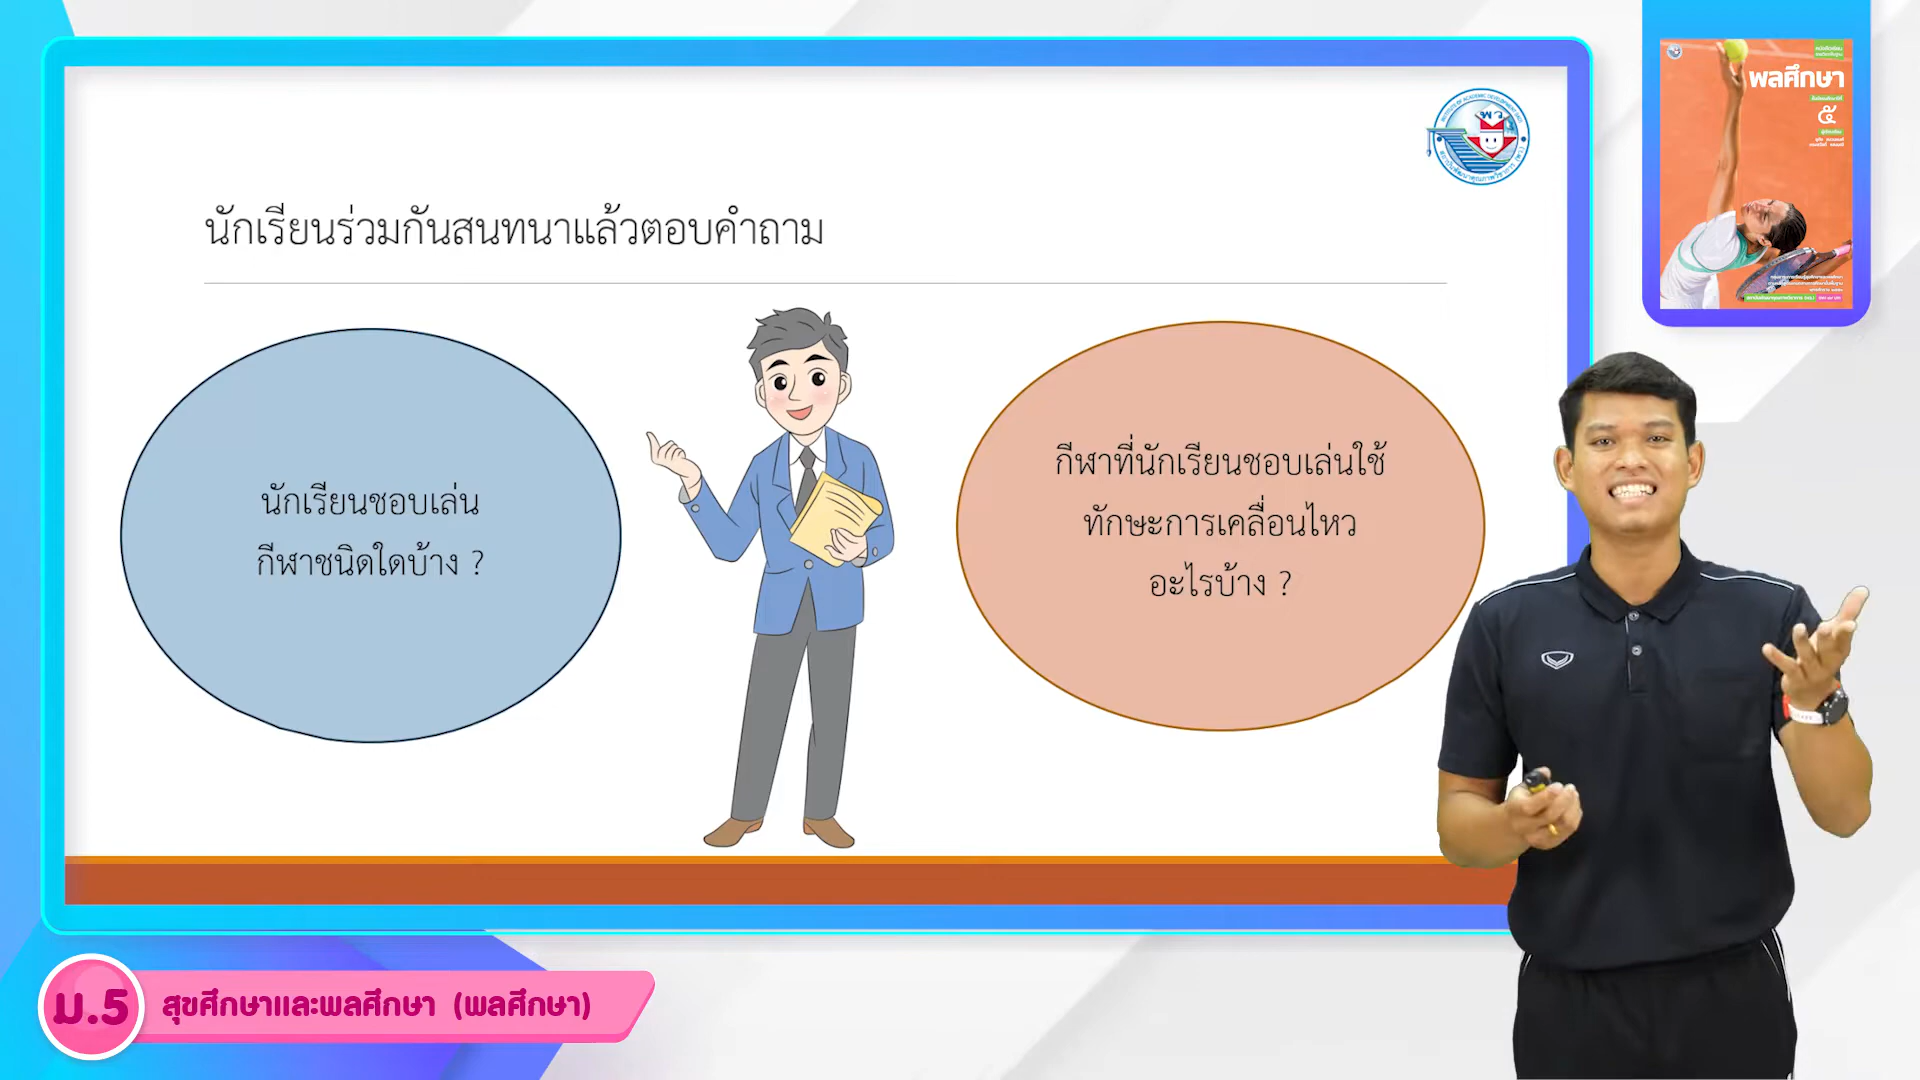 นักเรียนร่วมกันสนทนาแล้วตอบคำถาม
นักเรียนชอบเล่น
กีฬาชนิดใดบ้าง ?
กีฬาที่นักเรียนชอบเล่นใช้
ทักษะการเคลื่อนไหว
อะไรบ้าง ?
พว
พลศึกษา
๕
ม.5
สุขศึกษาและพลศึกษา (พลศึกษา)